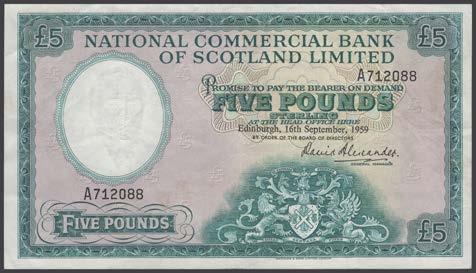 £5 £5
NATIONAL COMMERCIAL BANK
OF SCOTLAND LIMITED
A712088
PROMISE TO PAY THE BEARER ON DEMAND
FIVE POUNDS
STERLING
AT THE HEAD OFFICE HERE
Edinburgh, 16th September, 1959
BY ORDER OF THE BOARD OF DIRECTORS
David Alexander
GENERAL MANAGER
A712088
FIVE POUNDS
£5